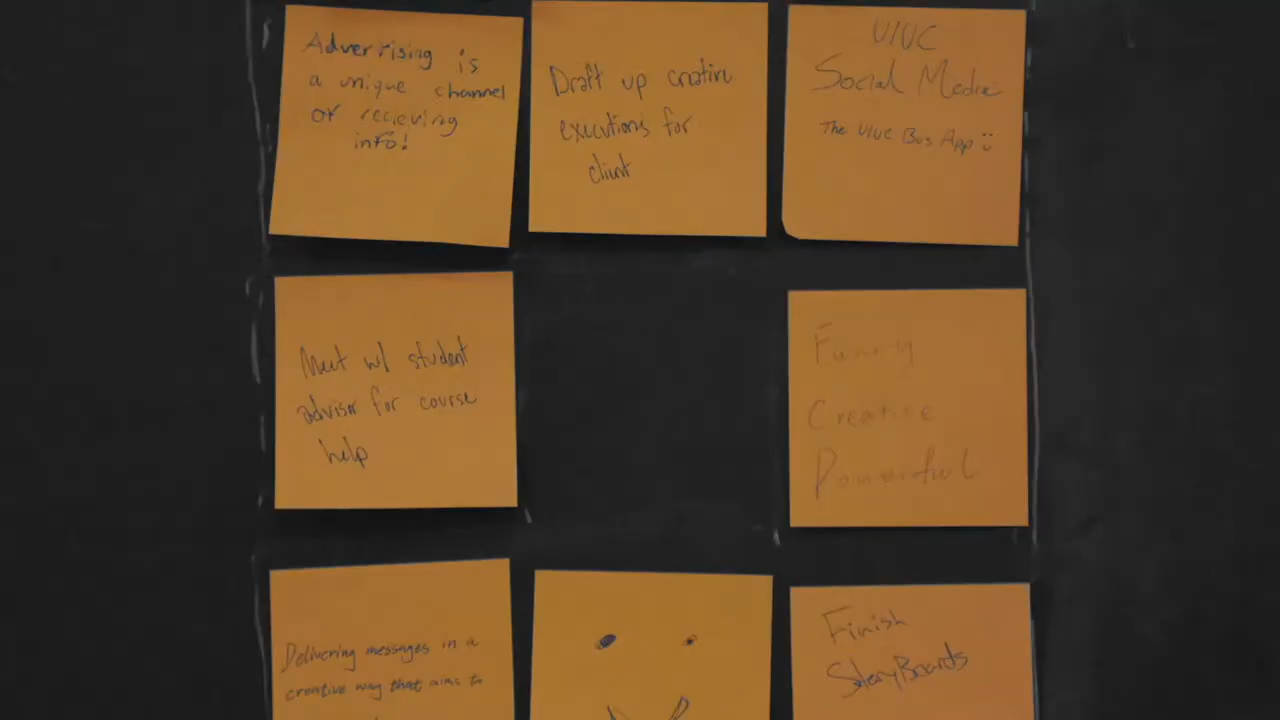 Advertising is
a unique channel
of recieving
info!
Draft up creative
executions for
client
UIUC
Social Media
The UIUC Bus App :)
Meet w/ student
advisor for course
help
Funny
Creative
Powerful
Delivering messages in a
creative way that aims to
Finish
StoryBoards